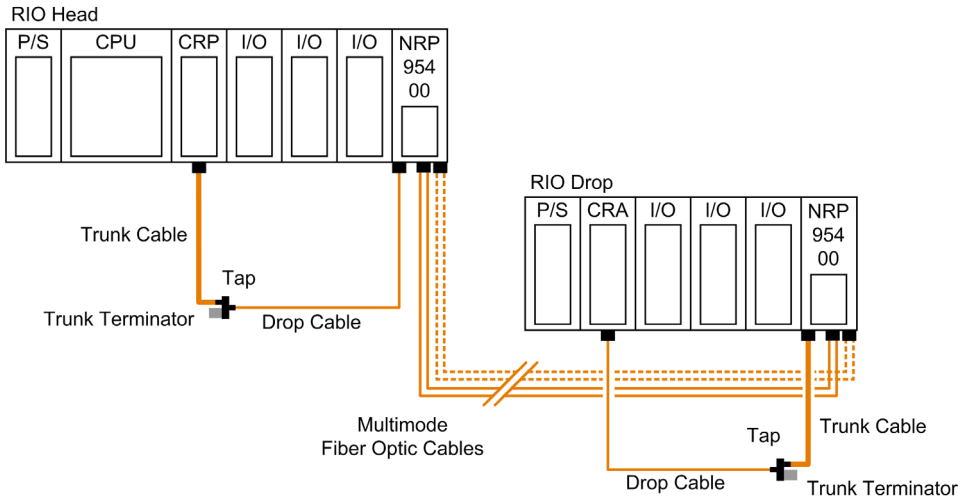 RIO Head
P/S CPU CRP I/O I/O I/O NRP
954
00
Trunk Cable
Tap
Trunk Terminator
Drop Cable
RIO Drop
P/S CRA I/O I/O I/O NRP
954
00
Multimode
Fiber Optic Cables
Trunk Cable
Tap
Drop Cable
Trunk Terminator